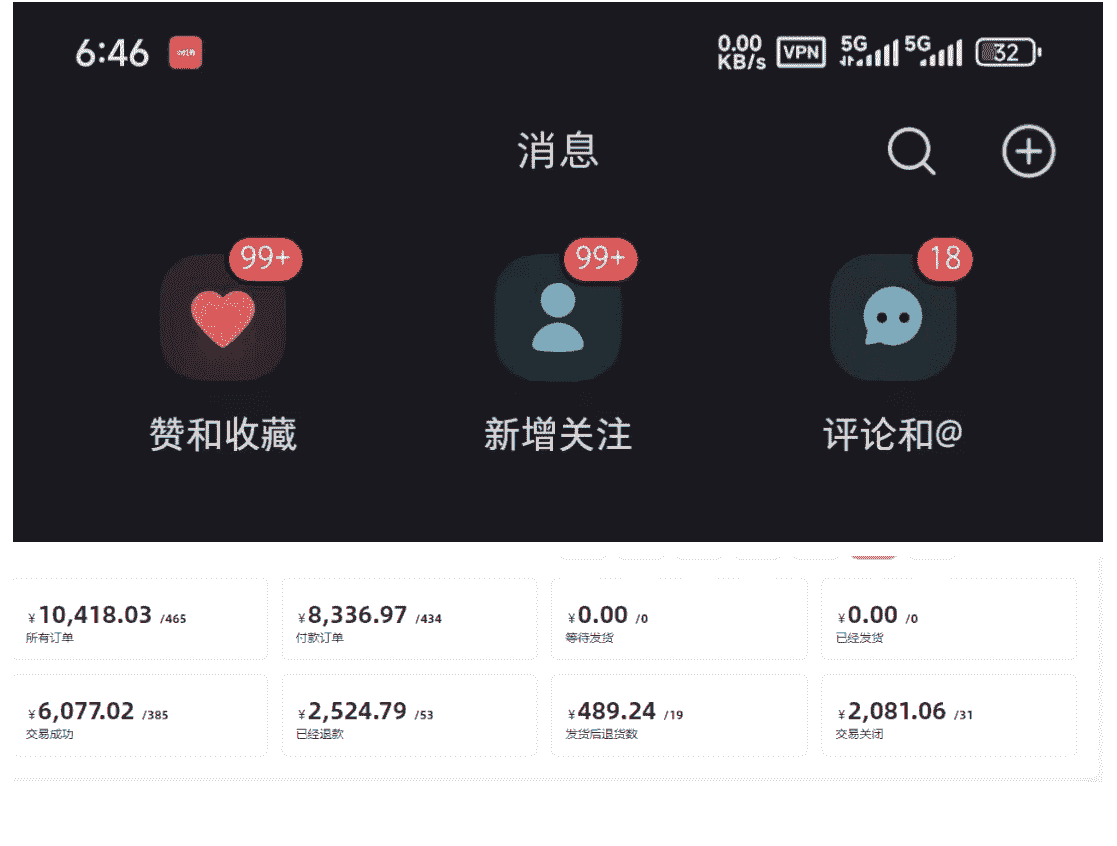 6:46 小红书 0.00 KB/s VPN 5G 5G 32
消息
99+ 99+ 18
赞和收藏 新增关注 评论和@
¥10,418.03 /465 ¥8,336.97 /434 ¥0.00 /0 ¥0.00 /0
所有订单 付款订单 等待发货 已经发货
¥6,077.02 /385 ¥2,524.79 /53 ¥489.24 /19 ¥2,081.06 /31
交易成功 已经退款 发货后退货数 交易关闭